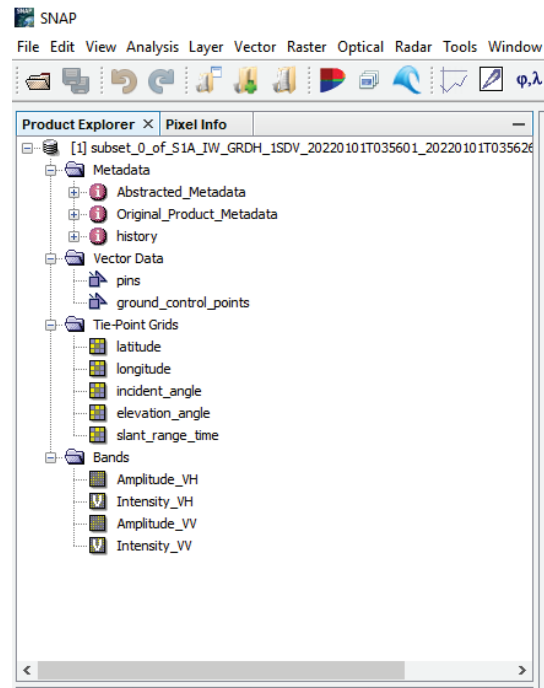 SNAP
File Edit View Analysis Layer Vector Raster Optical Radar Tools Window
φ,λ
Product Explorer × Pixel Info
[1] subset_0_of_S1A_IW_GRDH_1SDV_20220101T035601_20220101T035626
Metadata
Abstracted_Metadata
Original_Product_Metadata
history
Vector Data
pins
ground_control_points
Tie-Point Grids
latitude
longitude
incident_angle
elevation_angle
slant_range_time
Bands
Amplitude_VH
Intensity_VH
Amplitude_VV
Intensity_VV